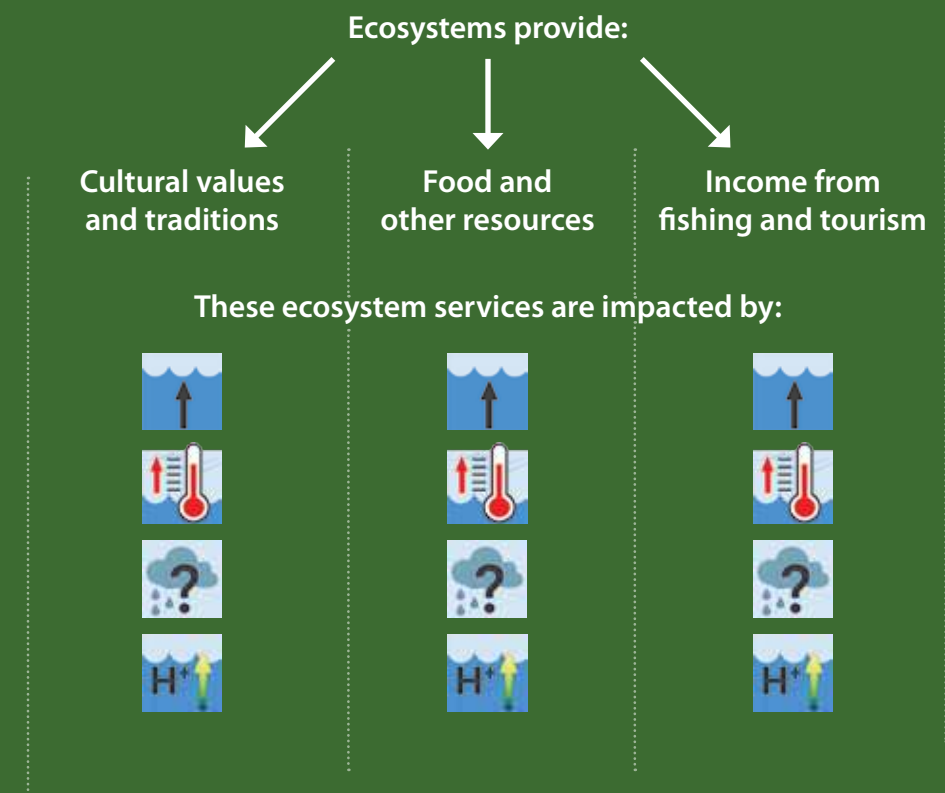 Ecosystems provide:
Cultural values
and traditions
Food and
other resources
Income from
fishing and tourism
These ecosystem services are impacted by:
?
?
?
H+
H+
H+